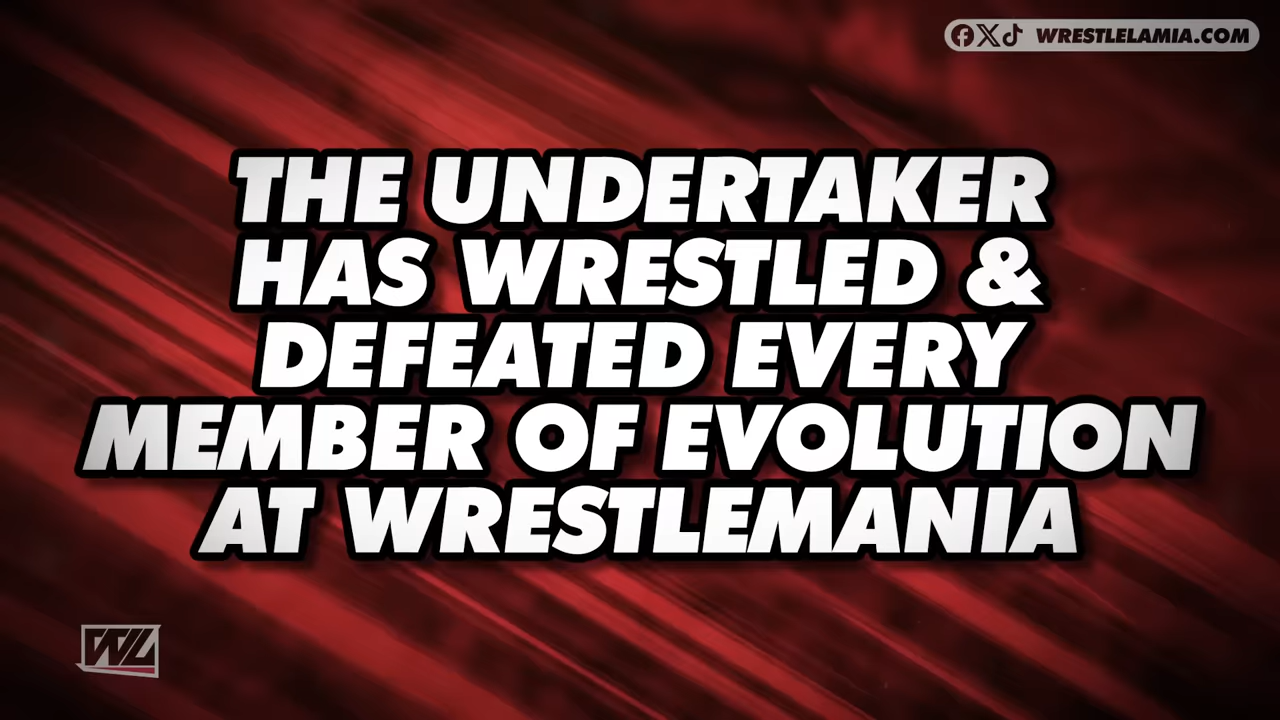 WRESTLELAMIA.COM
THE UNDERTAKER
HAS WRESTLED &
DEFEATED EVERY
MEMBER OF EVOLUTION
AT WRESTLEMANIA
WL